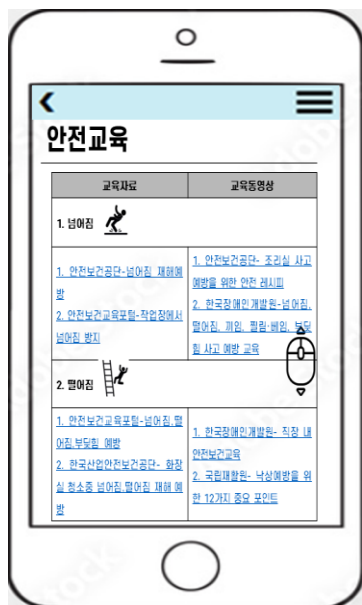 안전교육
교육자료
교육동영상
1. 넘어짐
1. 안전보건공단-넘어짐 재해예
방
2. 안전보건교육포털-작업장에서
넘어짐 방지
1. 안전보건공단- 조리실 사고
예방을 위한 안전 레시피
2. 한국장애인개발원-넘어짐,
떨어짐, 끼임, 찔림·베임, 부딪
힘 사고 예방 교육
2. 떨어짐
1. 안전보건교육포털-넘어짐,떨
어짐,부딪힘 예방
2. 한국산업안전보건공단- 화장
실 청소중 넘어짐,떨어짐 재해 예
방
1. 한국장애인개발원- 직장 내
안전보건교육
2. 국립재활원- 낙상예방을 위
한 12가지 중요 포인트